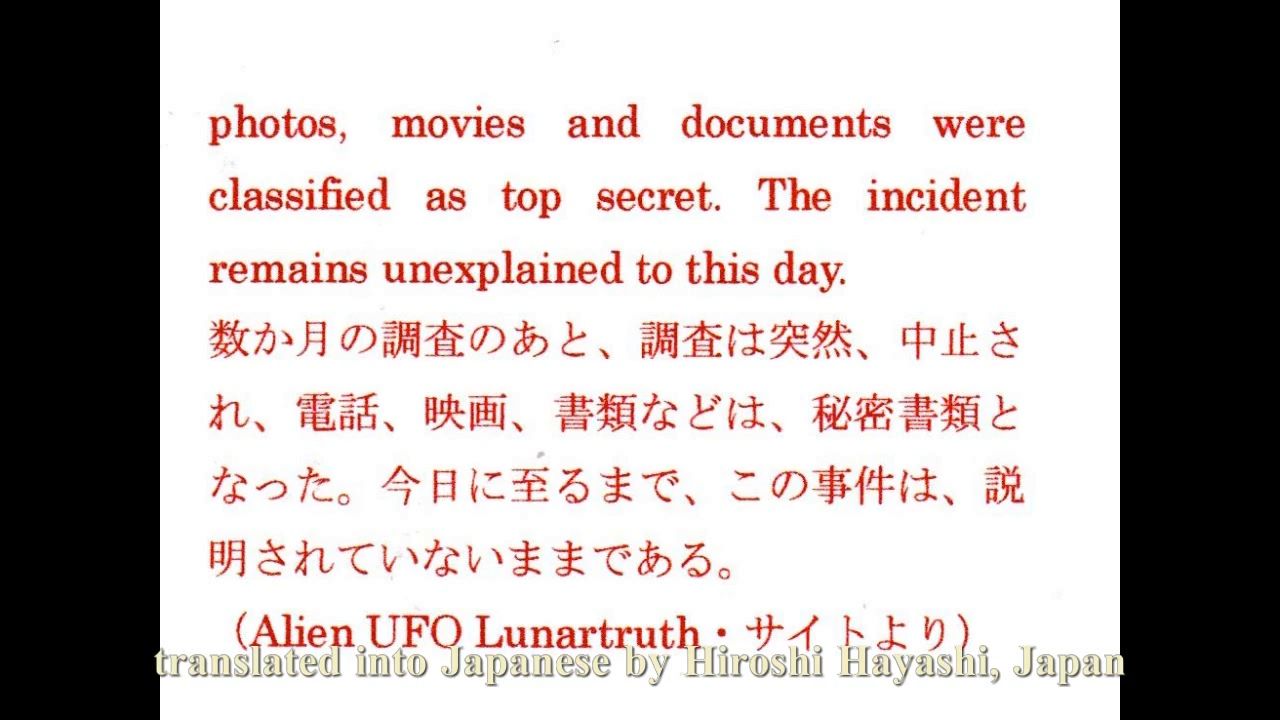 photos, movies and documents were
classified as top secret. The incident
remains unexplained to this day.
数か月の調査のあと、調査は突然、中止さ
れ、電話、映画、書類などは、秘密書類と
なった。今日に至るまで、この事件は、説
明されていないままである。
（Alien UFO Lunartruth・サイトより）
translated into Japanese by Hiroshi Hayashi, Japan